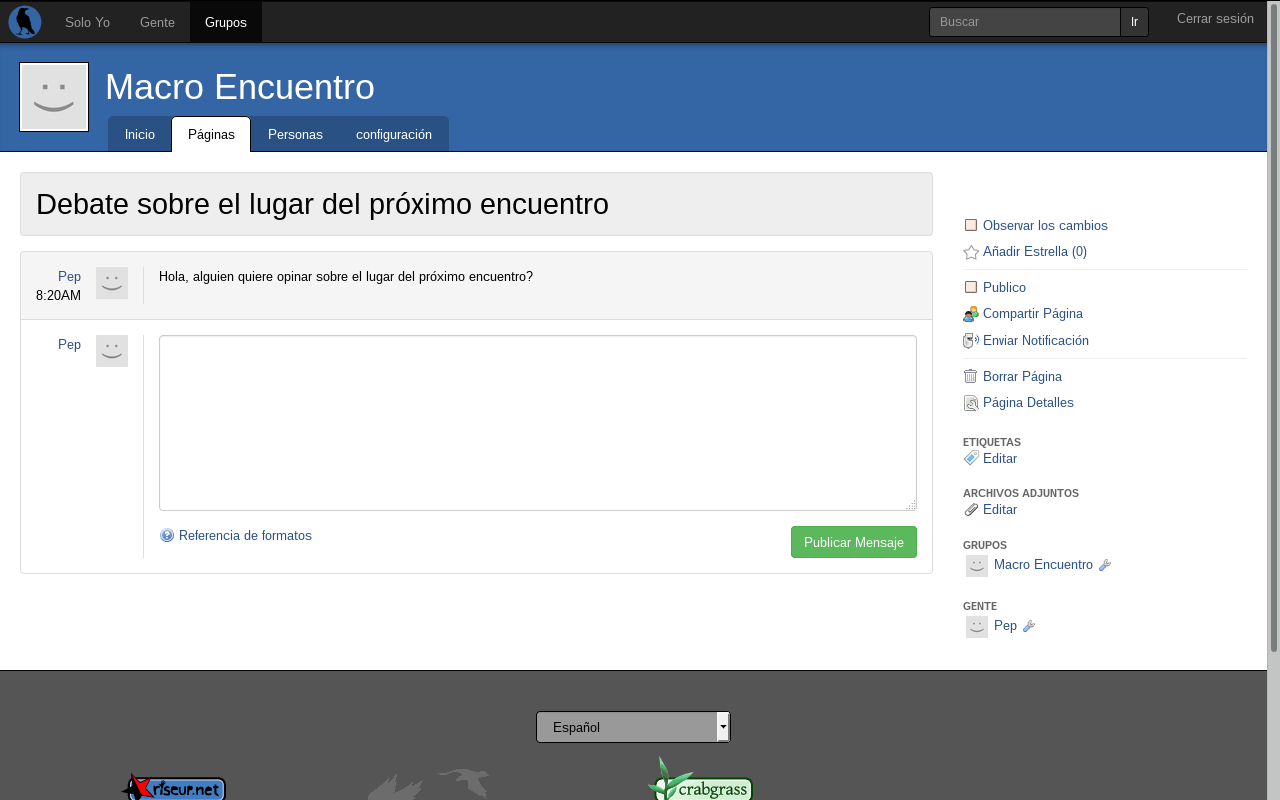 Solo Yo Gente Grupos Buscar Ir Cerrar sesión
Macro Encuentro
Inicio Páginas Personas configuración
Debate sobre el lugar del próximo encuentro
Pep
8:20AM
Hola, alguien quiere opinar sobre el lugar del próximo encuentro?
Pep
Referencia de formatos
Publicar Mensaje
Observar los cambios
Añadir Estrella (0)
Publico
Compartir Página
Enviar Notificación
Borrar Página
Página Detalles
ETIQUETAS
Editar
ARCHIVOS ADJUNTOS
Editar
GRUPOS
Macro Encuentro
GENTE
Pep
Español
riseup.net
crabgrass